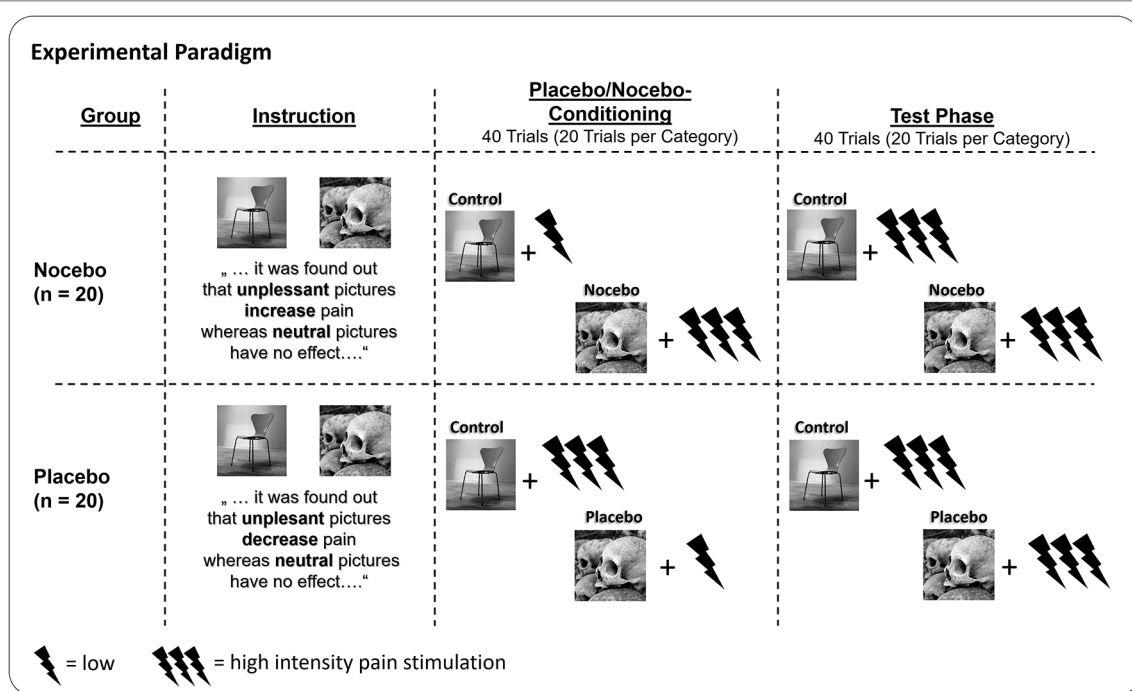 Experimental Paradigm
Group
Instruction
Placebo/Nocebo-
Conditioning
40 Trials (20 Trials per Category)
Test Phase
40 Trials (20 Trials per Category)
Nocebo
(n = 20)
„ … it was found out
that unplessant pictures
increase pain
whereas neutral pictures
have no effect….“
Control
+
Nocebo
+
Control
+
Nocebo
+
Placebo
(n = 20)
„ … it was found out
that unplesant pictures
decrease pain
whereas neutral pictures
have no effect….“
Control
+
Placebo
+
Control
+
Placebo
+
= low
= high intensity pain stimulation